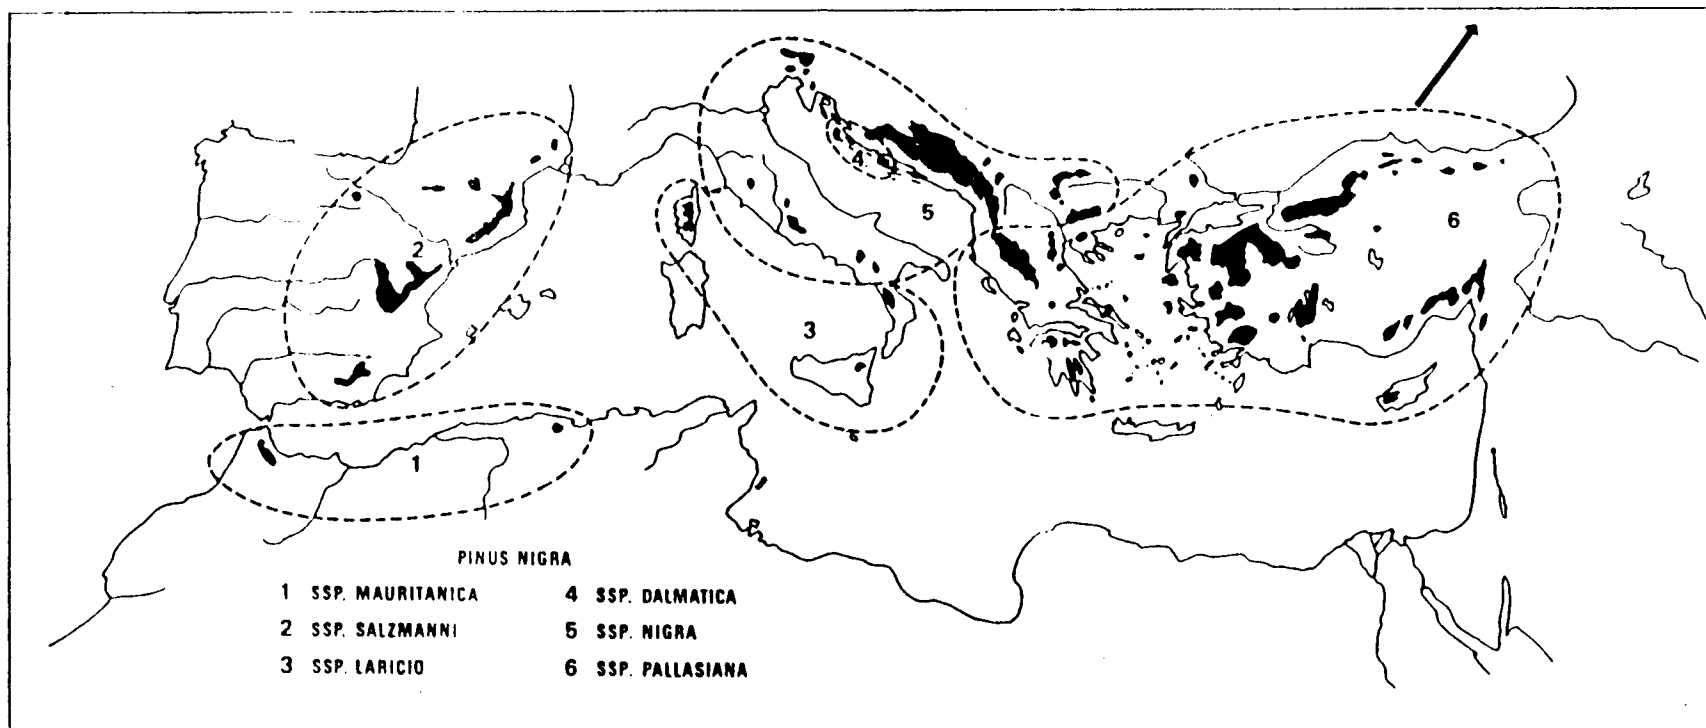 4
5
6
2
3
1
PINUS NIGRA
1 SSP. MAURITANICA 4 SSP. DALMATICA
2 SSP. SALZMANNI 5 SSP. NIGRA
3 SSP. LARICIO 6 SSP. PALLASIANA